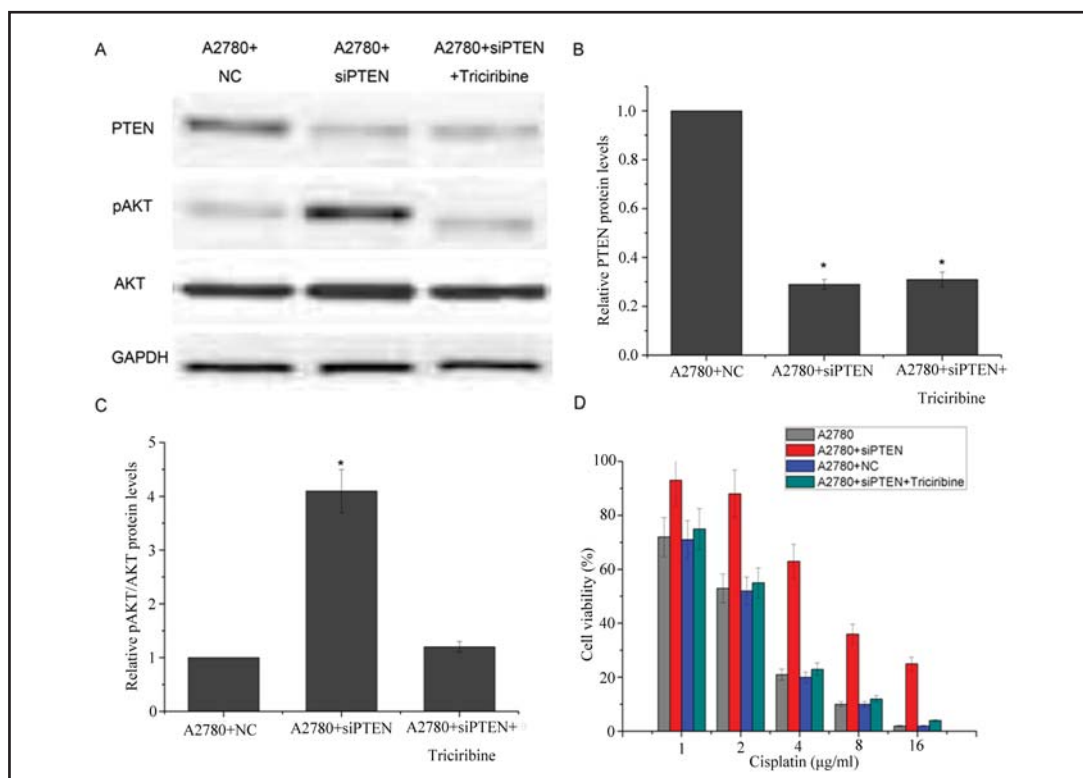 A
A2780+ A2780+ A2780+siPTEN
NC siPTEN +Triciribine
PTEN
pAKT
AKT
GAPDH
B
Relative PTEN protein levels
1.0
0.8
0.6
0.4
0.2
0.0
* *
A2780+NC A2780+siPTEN A2780+siPTEN+
Triciribine
C
Relative pAKT/AKT protein levels
5
4
3
2
1
0
*
A2780+NC A2780+siPTEN A2780+siPTEN+
Triciribine
D
A2780
A2780+siPTEN
A2780+NC
A2780+siPTEN+Triciribine
Cell viability (%)
100
80
60
40
20
0
1 2 4 8 16
Cisplatin (μg/ml)